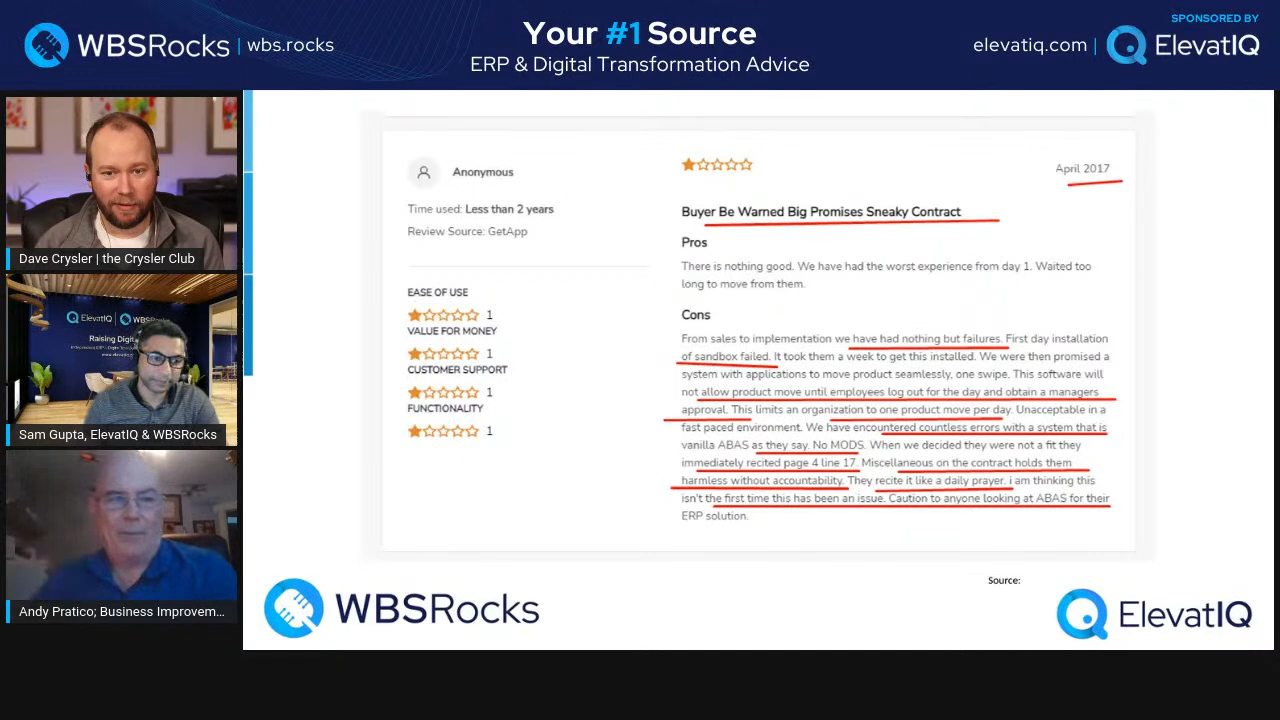 WBSRocks | wbs.rocks
Your #1 Source
ERP & Digital Transformation Advice
SPONSORED BY
elevatiq.com | ElevatIQ
Dave Crysler | the Crysler Club
ElevatIQ | WBSRocks
Raising Digit
Sam Gupta, ElevatIQ & WBSRocks
Andy Pratico; Business Improvem...
Anonymous
Time used: Less than 2 years
Review Source: GetApp
EASE OF USE
1
VALUE FOR MONEY
1
CUSTOMER SUPPORT
1
FUNCTIONALITY
1
April 2017
Buyer Be Warned Big Promises Sneaky Contract
Pros
There is nothing good. We have had the worst experience from day 1. Waited too
long to move from them.
Cons
From sales to implementation we have had nothing but failures. First day installation
of sandbox failed. It took them a week to get this installed. We were then promised a
system with applications to move product seamlessly, one swipe. This software will
not allow product move until employees log out for the day and obtain a managers
approval. This limits an organization to one product move per day. Unacceptable in a
fast paced environment. We have encountered countless errors with a system that is
vanilla ABAS as they say. No MODS. When we decided they were not a fit they
immediately recited page 4 line 17. Miscellaneous on the contract holds them
harmless without accountability. They recite it like a daily prayer. i am thinking this
isn't the first time this has been an issue. Caution to anyone looking at ABAS for their
ERP solution.
Source:
WBSRocks
ElevatIQ